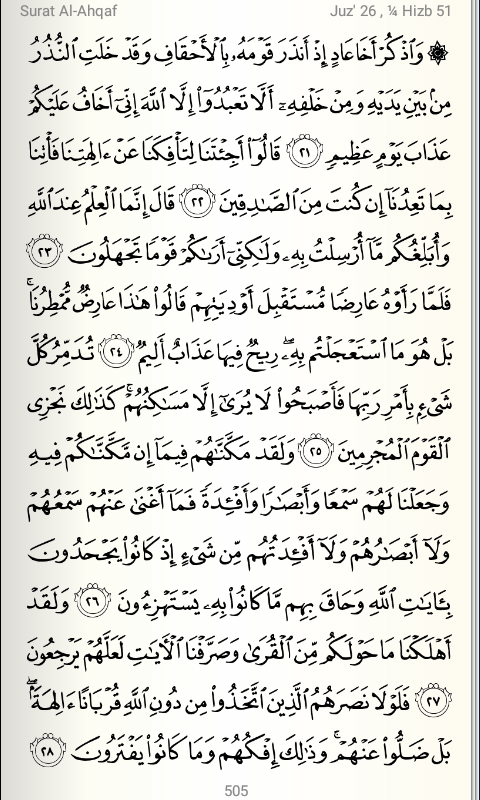 Surat Al-Ahqaf
Juz' 26 , ¼ Hizb 51
۞ وَٱذۡكُرۡ أَخَا عَادٍ إِذۡ أَنذَرَ قَوۡمَهُۥ بِٱلۡأَحۡقَافِ وَقَدۡ خَلَتِ ٱلنُّذُرُ
مِنۢ بَيۡنِ يَدَيۡهِ وَمِنۡ خَلۡفِهِۦٓ أَلَّا تَعۡبُدُوٓاْ إِلَّا ٱللَّهَ إِنِّيٓ أَخَافُ عَلَيۡكُمۡ
عَذَابَ يَوۡمٍ عَظِيمٖ ٢١ قَالُوٓاْ أَجِئۡتَنَا لِتَأۡفِكَنَا عَنۡ ءَالِهَتِنَا فَأۡتِنَا
بِمَا تَعِدُنَآ إِن كُنتَ مِنَ ٱلصَّٰدِقِينَ ٢٢ قَالَ إِنَّمَا ٱلۡعِلۡمُ عِندَ ٱللَّهِ
وَأُبَلِّغُكُم مَّآ أُرۡسِلۡتُ بِهِۦ وَلَٰكِنِّيٓ أَرَىٰكُمۡ قَوۡمٗا تَجۡهَلُونَ ٢٣
فَلَمَّا رَأَوۡهُ عَارِضٗا مُّسۡتَقۡبِلَ أَوۡدِيَتِهِمۡ قَالُواْ هَٰذَا عَارِضٞ مُّمۡطِرُنَاۚ
بَلۡ هُوَ مَا ٱسۡتَعۡجَلۡتُم بِهِۦۖ رِيحٞ فِيهَا عَذَابٌ أَلِيمٞ ٢٤ تُدَمِّرُ كُلَّ
شَيۡءِۭ بِأَمۡرِ رَبِّهَا فَأَصۡبَحُواْ لَا يُرَىٰٓ إِلَّا مَسَٰكِنُهُمۡۚ كَذَٰلِكَ نَجۡزِي
ٱلۡقَوۡمَ ٱلۡمُجۡرِمِينَ ٢٥ وَلَقَدۡ مَكَّنَّٰهُمۡ فِيمَآ إِن مَّكَّنَّٰكُمۡ فِيهِ
وَجَعَلۡنَا لَهُمۡ سَمۡعٗا وَأَبۡصَٰرٗا وَأَفۡـِٔدَةٗ فَمَآ أَغۡنَىٰ عَنۡهُمۡ سَمۡعُهُمۡ
وَلَآ أَبۡصَٰرُهُمۡ وَلَآ أَفۡـِٔدَتُهُم مِّن شَيۡءٍ إِذۡ كَانُواْ يَجۡحَدُونَ
بِـَٔايَٰتِ ٱللَّهِ وَحَاقَ بِهِم مَّا كَانُواْ بِهِۦ يَسۡتَهۡزِءُونَ ٢٦ وَلَقَدۡ
أَهۡلَكۡنَا مَا حَوۡلَكُم مِّنَ ٱلۡقُرَىٰ وَصَرَّفۡنَا ٱلۡأٓيَٰتِ لَعَلَّهُمۡ يَرۡجِعُونَ
٢٧ فَلَوۡلَا نَصَرَهُمُ ٱلَّذِينَ ٱتَّخَذُواْ مِن دُونِ ٱللَّهِ قُرۡبَانًا ءَالِهَةَۢۖ
بَلۡ ضَلُّواْ عَنۡهُمۡۚ وَذَٰلِكَ إِفۡكُهُمۡ وَمَا كَانُواْ يَفۡتَرُونَ ٢٨
505